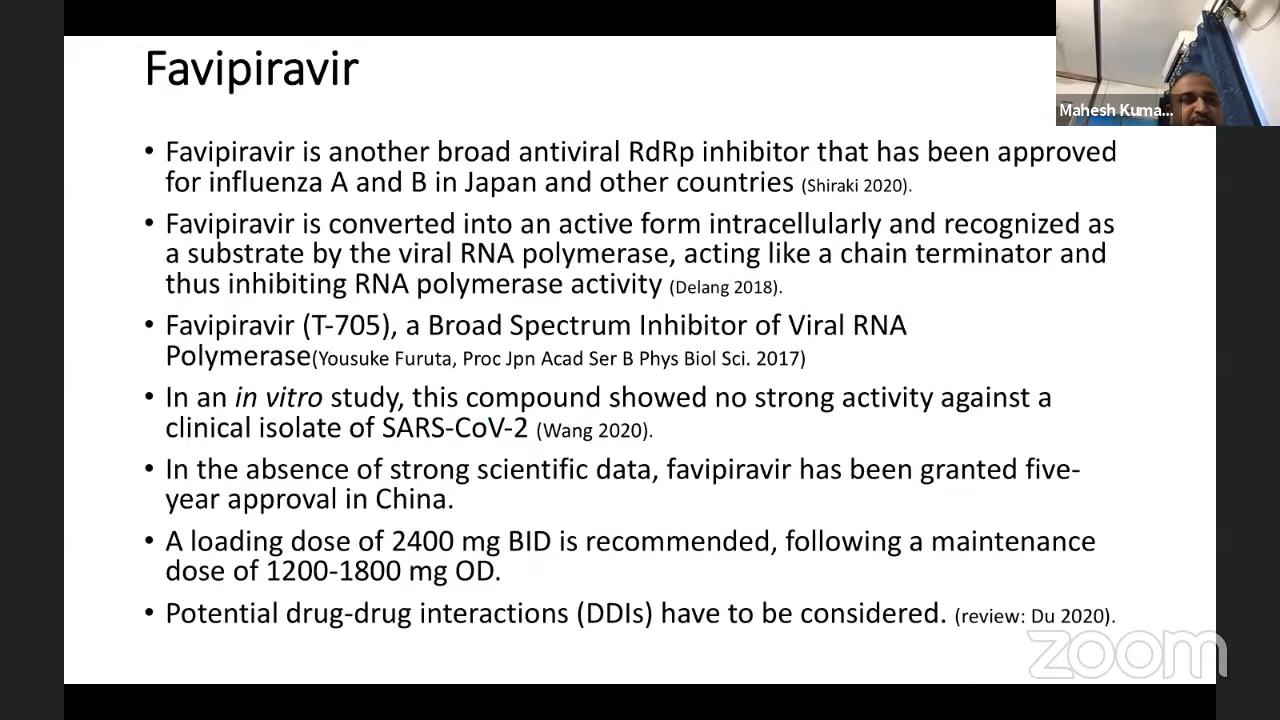 Favipiravir
• Favipiravir is another broad antiviral RdRp inhibitor that has been approved
for influenza A and B in Japan and other countries (Shiraki 2020).
• Favipiravir is converted into an active form intracellularly and recognized as
a substrate by the viral RNA polymerase, acting like a chain terminator and
thus inhibiting RNA polymerase activity (Delang 2018).
• Favipiravir (T-705), a Broad Spectrum Inhibitor of Viral RNA
Polymerase(Yousuke Furuta, Proc Jpn Acad Ser B Phys Biol Sci. 2017)
• In an in vitro study, this compound showed no strong activity against a
clinical isolate of SARS-CoV-2 (Wang 2020).
• In the absence of strong scientific data, favipiravir has been granted five-
year approval in China.
• A loading dose of 2400 mg BID is recommended, following a maintenance
dose of 1200-1800 mg OD.
• Potential drug-drug interactions (DDIs) have to be considered. (review: Du 2020).
Mahesh Kuma...
zoom